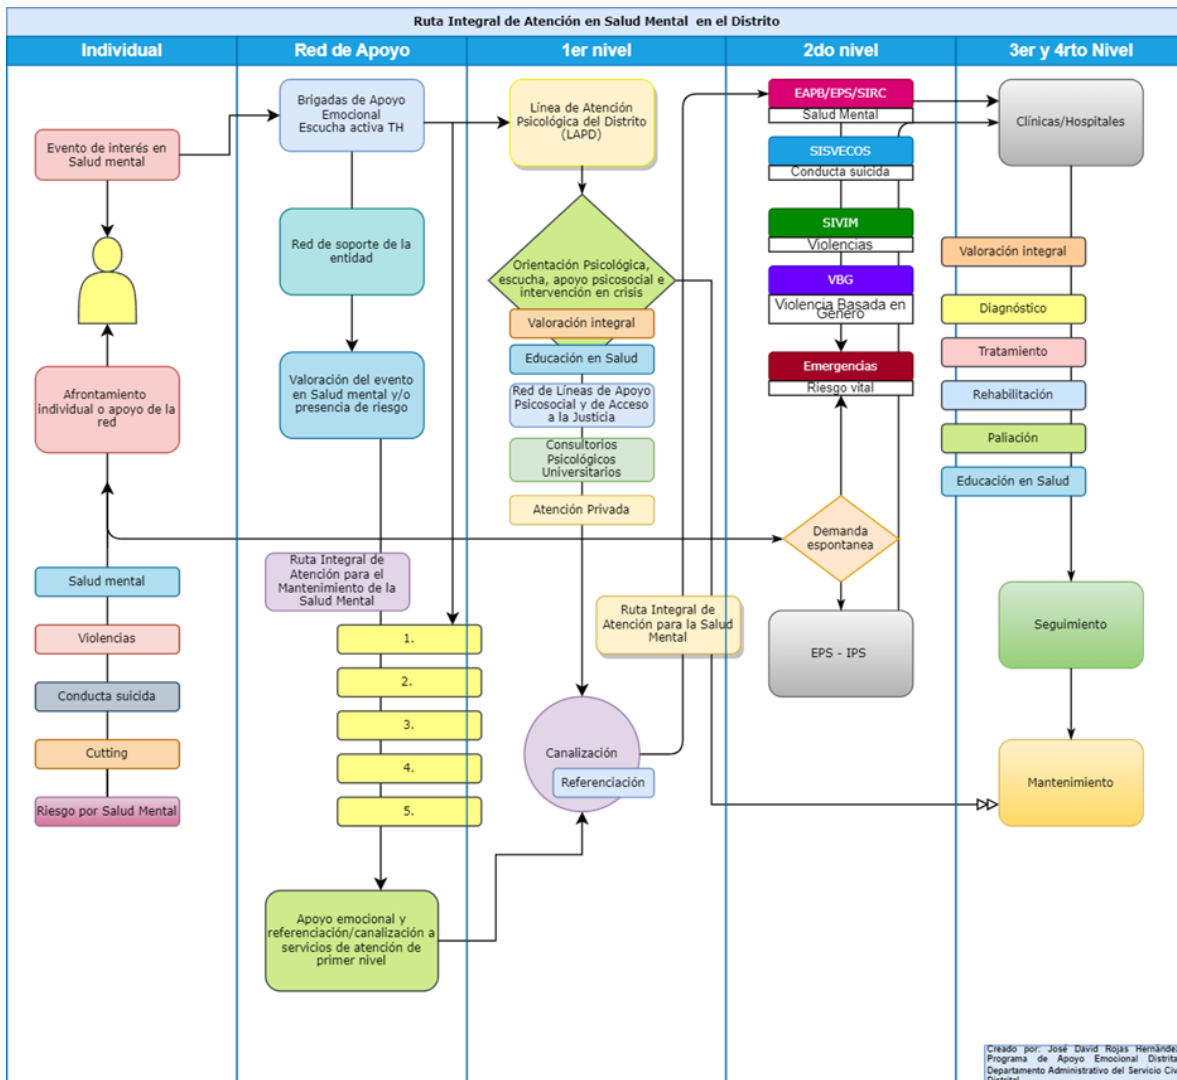 Ruta Integral de Atención en Salud Mental en el Distrito
Individual
Red de Apoyo
1er nivel
2do nivel
3er y 4rto Nivel
Evento de interés en
Salud mental
Afrontamiento
individual o apoyo de la
red
Salud mental
Violencias
Conducta suicida
Cutting
Riesgo por Salud Mental
Brigadas de Apoyo
Emocional
Escucha activa TH
Red de soporte de la
entidad
Valoración del evento
en Salud mental y/o
presencia de riesgo
Ruta Integral de
Atención para el
Mantenimiento de la
Salud Mental
1.
2.
3.
4.
5.
Apoyo emocional y
referenciación/canalización a
servicios de atención de
primer nivel
Línea de Atención
Psicológica del Distrito
(LAPD)
Orientación Psicológica,
escucha, apoyo psicosocial e
intervención en crisis
Valoración integral
Educación en Salud
Red de Líneas de Apoyo
Psicosocial y de Acceso
a la Justicia
Consultorios
Psicológicos
Universitarios
Atención Privada
Ruta Integral de
Atención para la Salud
Mental
Canalización
Referenciación
EAPB/EPS/SIRC
Salud Mental
SISVECOS
Conducta suicida
SIVIM
Violencias
VBG
Violencia Basada en
Género
Emergencias
Riesgo vital
Demanda
espontanea
EPS - IPS
Clínicas/Hospitales
Valoración integral
Diagnóstico
Tratamiento
Rehabilitación
Paliación
Educación en Salud
Seguimiento
Mantenimiento
Creado por: José David Rojas Hernández
Programa de Apoyo Emocional Distrital
Departamento Administrativo del Servicio Civil
Distrital